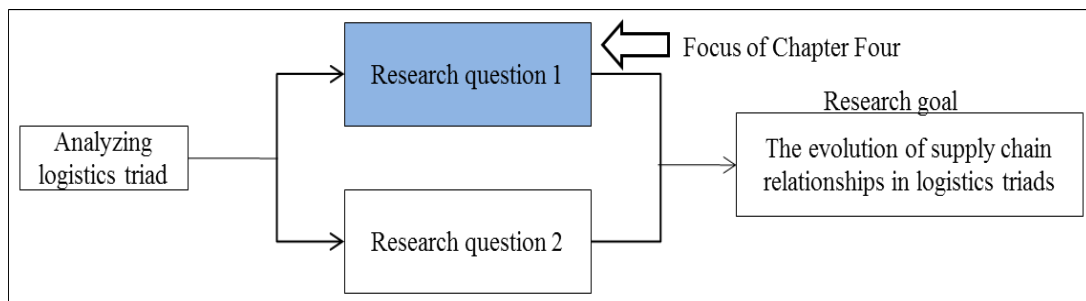 Analyzing
logistics triad
Research question 1
Focus of Chapter Four
Research question 2
Research goal
The evolution of supply chain
relationships in logistics triads